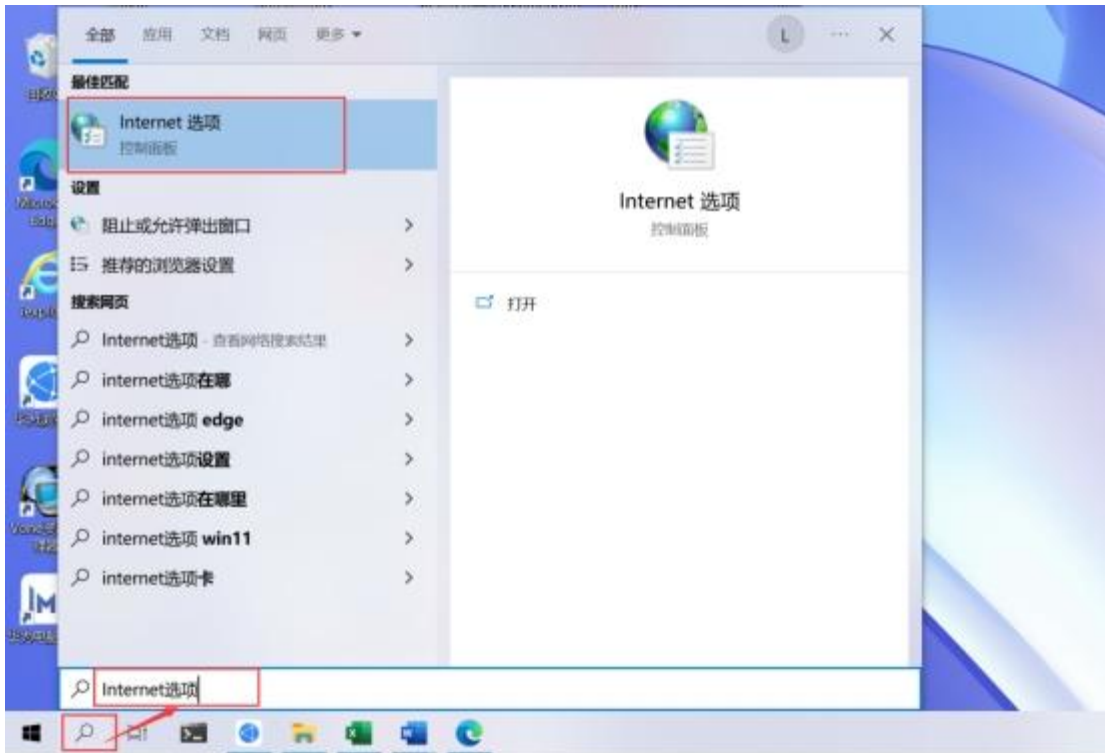 全部 应用 文档 网页 更多
L
最佳匹配
Internet 选项
控制面板
设置
阻止或允许弹出窗口
推荐的浏览器设置
搜索网页
Internet选项 - 查看网络搜索结果
internet选项在哪
internet选项 edge
internet选项设置
internet选项在哪里
internet选项 win11
internet选项卡
Internet 选项
控制面板
打开
Internet选项